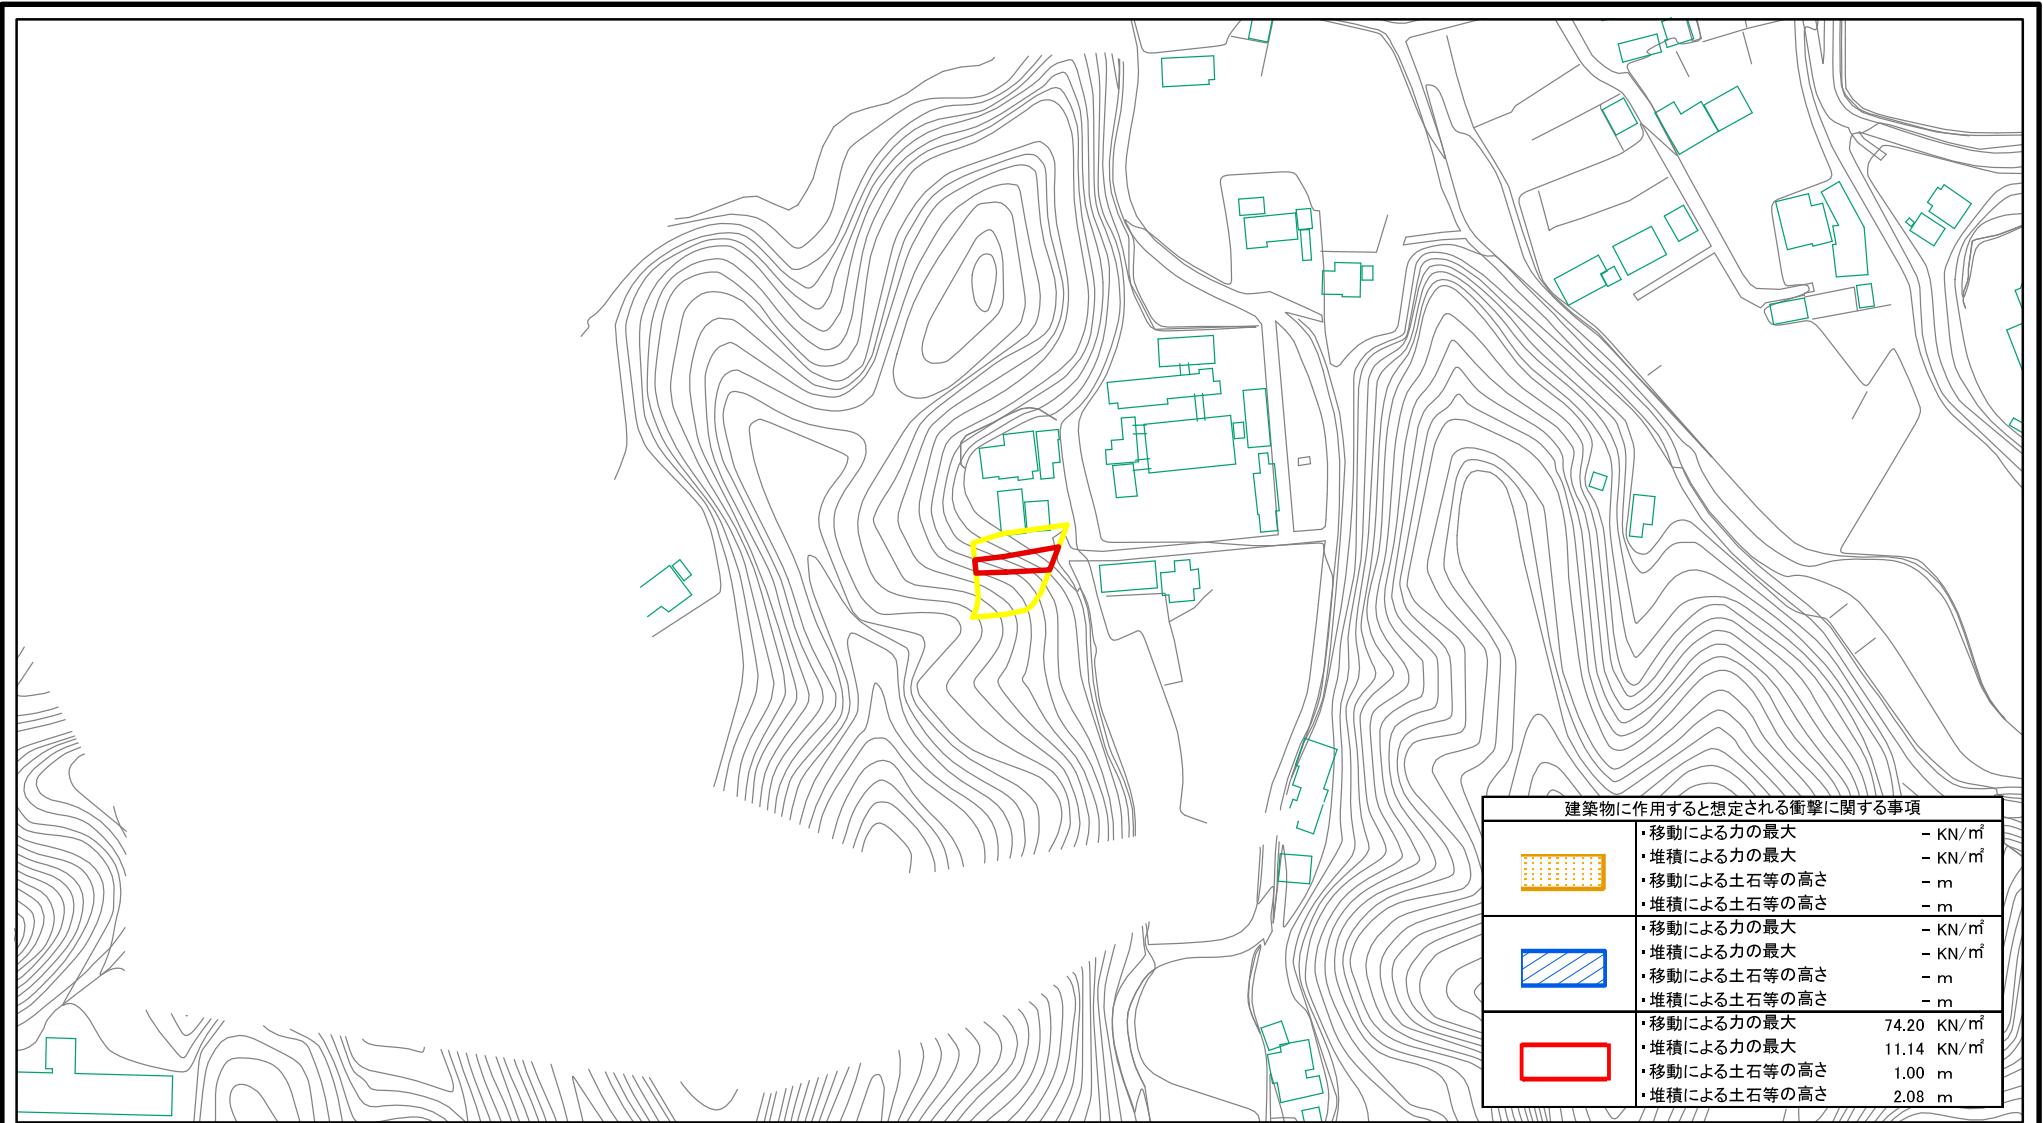 建築物に作用すると想定される衝撃に関する事項
・移動による力の最大 - KN/㎡
・堆積による力の最大 - KN/㎡
・移動による土石等の高さ - m
・堆積による土石等の高さ - m
・移動による力の最大 - KN/㎡
・堆積による力の最大 - KN/㎡
・移動による土石等の高さ - m
・堆積による土石等の高さ - m
・移動による力の最大 74.20 KN/㎡
・堆積による力の最大 11.14 KN/㎡
・移動による土石等の高さ 1.00 m
・堆積による土石等の高さ 2.08 m